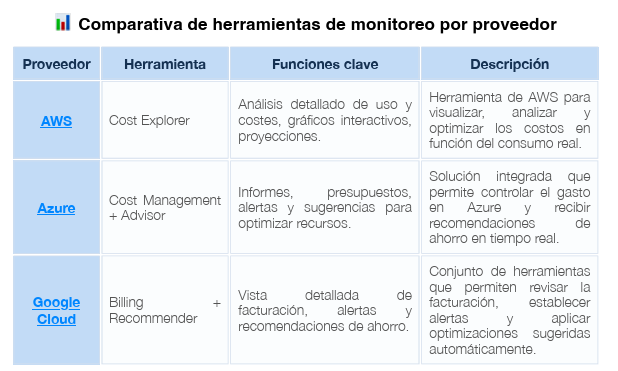 Comparativa de herramientas de monitoreo por proveedor
Proveedor Herramienta Funciones clave Descripción
AWS
Cost Explorer
Análisis detallado de uso y
costes, gráficos interactivos,
proyecciones.
Herramienta de AWS para
visualizar, analizar y
optimizar los costos en
función del consumo real.
Azure
Cost Management
+ Advisor
Informes, presupuestos,
alertas y sugerencias para
optimizar recursos.
Solución integrada que
permite controlar el gasto
en Azure y recibir
recomendaciones de
ahorro en tiempo real.
Google
Cloud
Billing +
Recommender
Vista detallada de
facturación, alertas y
recomendaciones de ahorro.
Conjunto de herramientas
que permiten revisar la
facturación, establecer
alertas y aplicar
optimizaciones sugeridas
automáticamente.